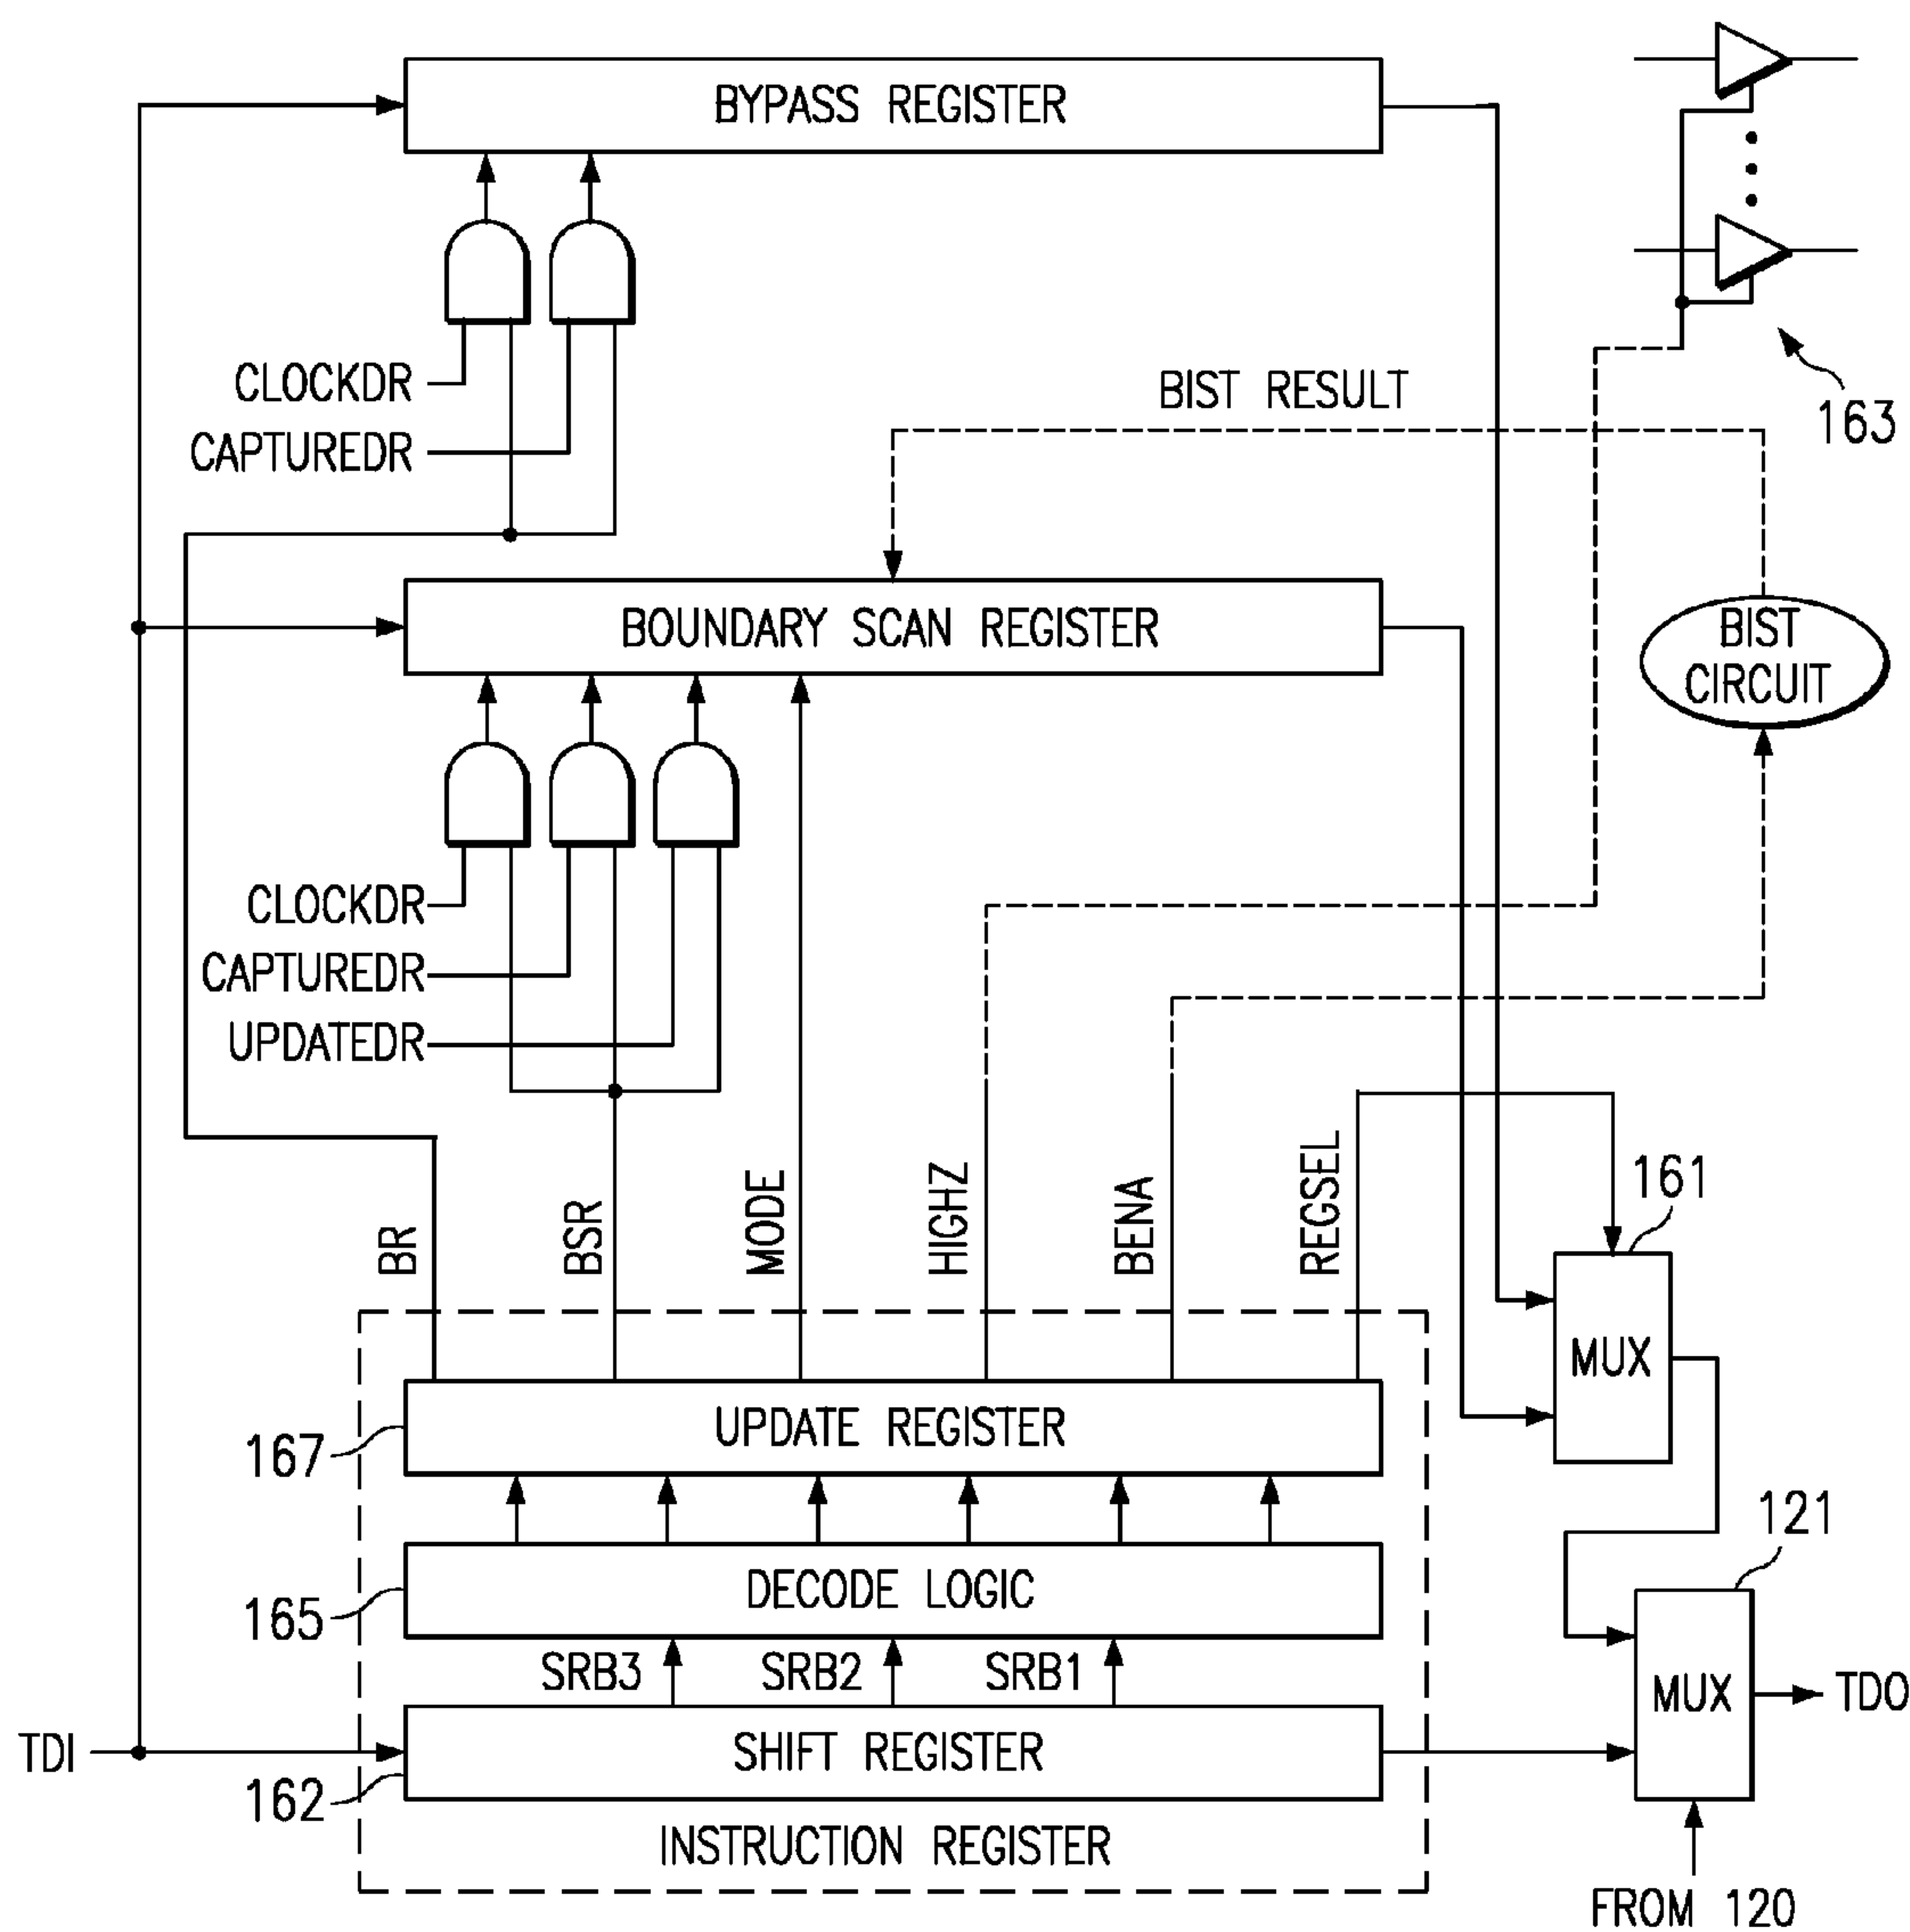 BYPASS REGISTER
CLOCKDR
CAPTUREDR
BIST RESULT
163
BOUNDARY SCAN REGISTER
BIST
CIRCUIT
CLOCKDR
CAPTUREDR
UPDATEDR
BR
BSR
MODE
HIGHZ
BENA
REGSEL
161
MUX
UPDATE REGISTER
167
121
DECODE LOGIC
165
SRB3
SRB2
SRB1
MUX
TDO
TDI
SHIFT REGISTER
162
INSTRUCTION REGISTER
FROM 120